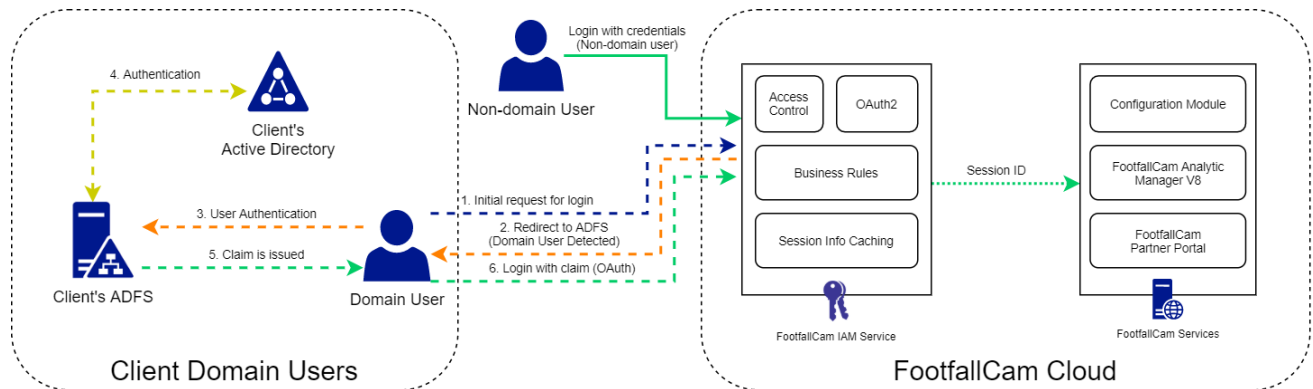 4. Authentication
Client's
Active Directory
3. User Authentication
5. Claim is issued
Client's ADFS
Domain User
Client Domain Users
Login with credentials
(Non-domain user)
Non-domain User
1. Initial request for login
2. Redirect to ADFS
(Domain User Detected)
6. Login with claim (OAuth)
Access
Control
OAuth2
Business Rules
Session Info Caching
FootfallCam IAM Service
Session ID
Configuration Module
FootfallCam Analytic
Manager V8
FootfallCam
Partner Portal
FootfallCam Services
FootfallCam Cloud